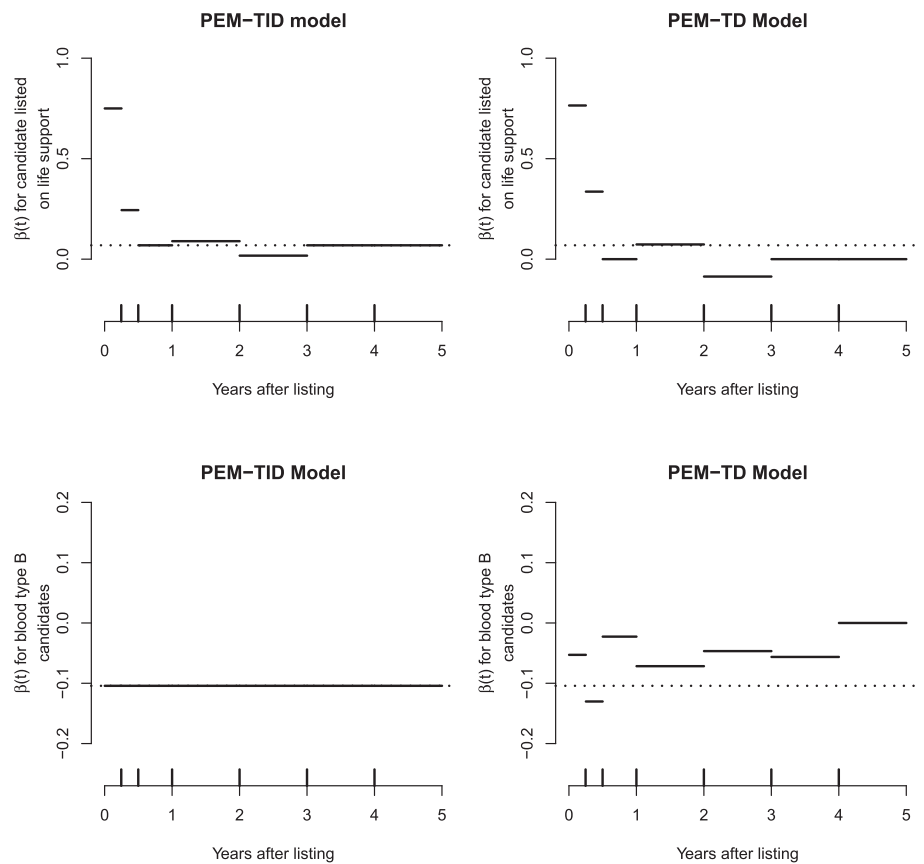 PEM−TID model
β(t) for candidate listed
on life support
1.0
0.5
0.0
0 1 2 3 4 5
Years after listing
PEM−TD model
β(t) for candidate listed
on life support
1.0
0.5
0.0
0 1 2 3 4 5
Years after listing
PEM−TID Model
β(t) for blood type B
candidates
0.2
0.1
0.0
−0.1
−0.2
0 1 2 3 4 5
Years after listing
PEM−TD Model
β(t) for blood type B
candidates
0.2
0.1
0.0
−0.1
−0.2
0 1 2 3 4 5
Years after listing